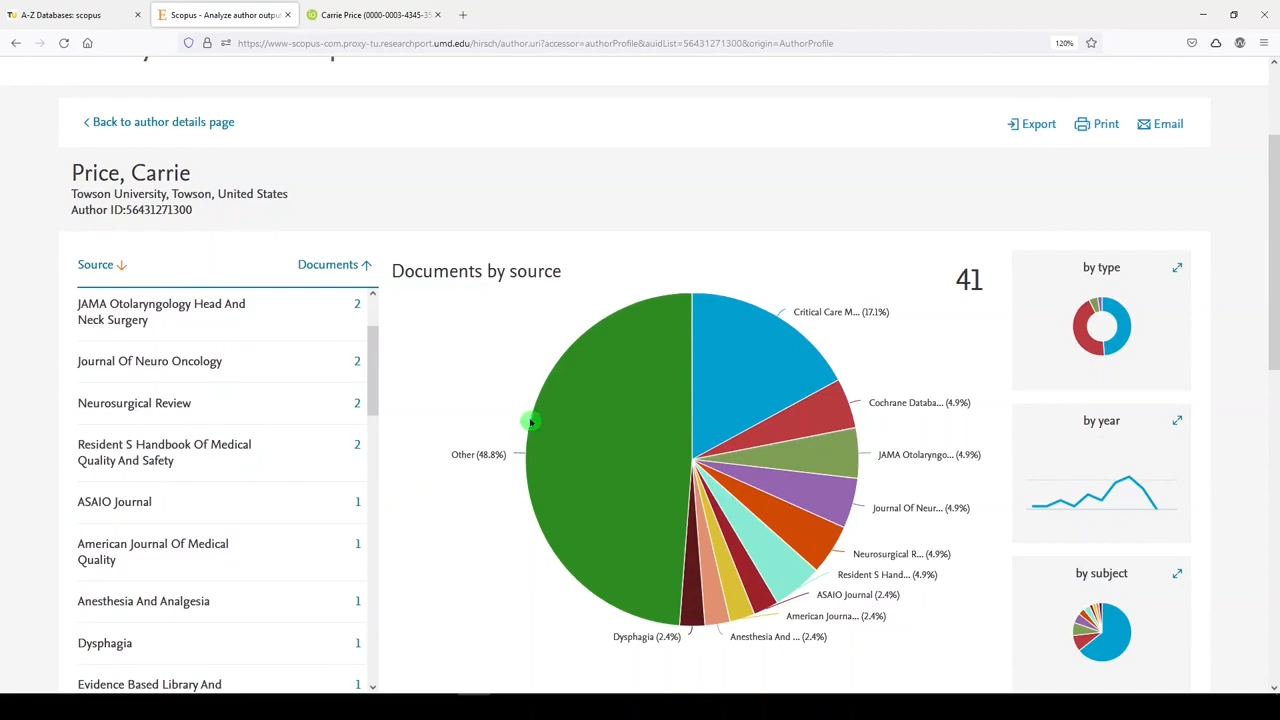 A-Z Databases: scopus
Scopus - Analyze author outpu
Carrie Price (0000-0003-4345-35
https://www-scopus-com.proxy-tu.researchport.umd.edu/hirsch/author.uri?accessor=authorProfile&auidList=56431271300&origin=AuthorProfile
120%
Back to author details page
Export
Print
Email
Price, Carrie
Towson University, Towson, United States
Author ID:56431271300
Source
Documents
JAMA Otolaryngology Head And
Neck Surgery
2
Journal Of Neuro Oncology
2
Neurosurgical Review
2
Resident S Handbook Of Medical
Quality And Safety
2
ASAIO Journal
1
American Journal Of Medical
Quality
1
Anesthesia And Analgesia
1
Dysphagia
1
Evidence Based Library And
1
Documents by source
41
Critical Care M... (17.1%)
Cochrane Databa... (4.9%)
JAMA Otolaryngo... (4.9%)
Journal Of Neur... (4.9%)
Neurosurgical R... (4.9%)
Resident S Hand... (4.9%)
ASAIO Journal (2.4%)
American Journa... (2.4%)
Anesthesia And ... (2.4%)
Dysphagia (2.4%)
Other (48.8%)
by type
by year
by subject